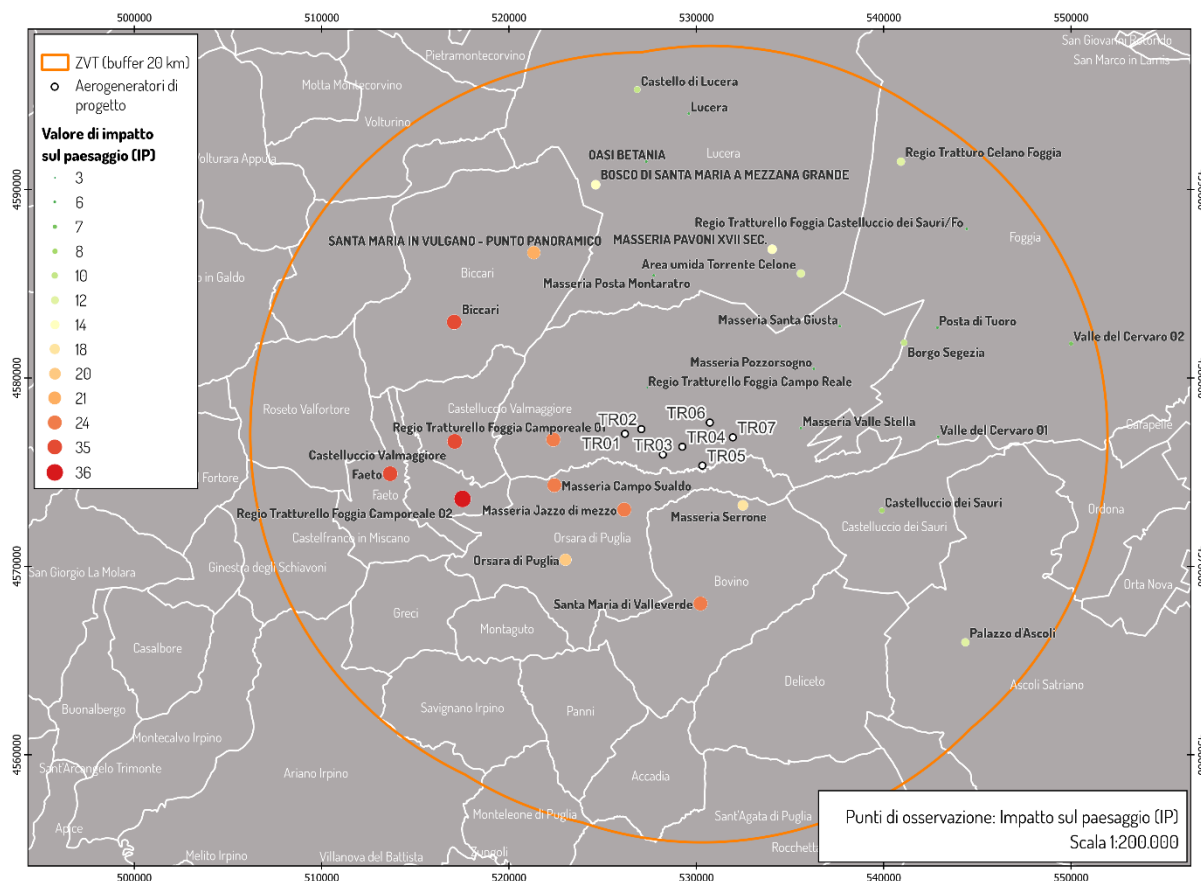 500000
510000
520000
530000
540000
550000
ZVT (buffer 20 km)
Aerogeneratori di
progetto
Valore di impatto
sul paesaggio (IP)
3
6
7
8
10
12
14
18
20
21
24
35
36
Pietramontecorvino
San Giovanni Rotondo
San Marco in Lamis
Motta Montecorvino
Volturino
Volturara Appula
Castello di Lucera
Lucera
OASI BETANIA
Lucera
Regio Tratturo Celano Foggia
BOSCO DI SANTA MARIA A MEZZANA GRANDE
4590000
4590000
Regio Tratturello Foggia Castelluccio dei Sauri/Fo
Foggia
SANTA MARIA IN VULGANO - PUNTO PANORAMICO
MASSERIA PAVONI XVII SEC.
in Galdo
Biccari
Area umida Torrente Celone
Masseria Posta Montaratro
Biccari
Masseria Santa Giusta
Posta di Tuoro
Valle del Cervaro 02
Borgo Segezia
Masseria Pozzorsogno
4580000
4580000
Regio Tratturello Foggia Campo Reale
Roseto Valfortore
Castelluccio Valmaggiore
TR06
TR02
Regio Tratturello Foggia Camporeale 01
TR01
TR03
TR04
TR07
TR05
Masseria Valle Stella
Valle del Cervaro 01
Carapelle
Castelluccio Valmaggiore
Faeto
Faeto
Fortore
Masseria Campo Sualdo
Regio Tratturello Foggia Camporeale 02
Masseria Jazzo di mezzo
Masseria Serrone
Castelluccio dei Sauri
Castelluccio dei Sauri
Ordona
Castelfranco in Miscano
Orsara di Puglia
Orsara di Puglia
San Giorgio La Molara
Ginestra degli Schiavoni
4570000
4570000
Bovino
Orta Nova
Santa Maria di Valleverde
Greci
Montaguto
Casalbore
Palazzo d'Ascoli
Deliceto
Ascoli Satriano
Buonalbergo
Savignano Irpino
Panni
Montecalvo Irpino
4560000
4560000
Sant'Arcangelo Trimonte
Ariano Irpino
Accadia
Apice
Monteleone di Puglia
Sant'Agata di Puglia
Rocchetta
Melito Irpino
Villanova del Battista
Zungoli
Punti di osservazione: Impatto sul paesaggio (IP)
Scala 1:200.000
500000
510000
520000
530000
540000
550000